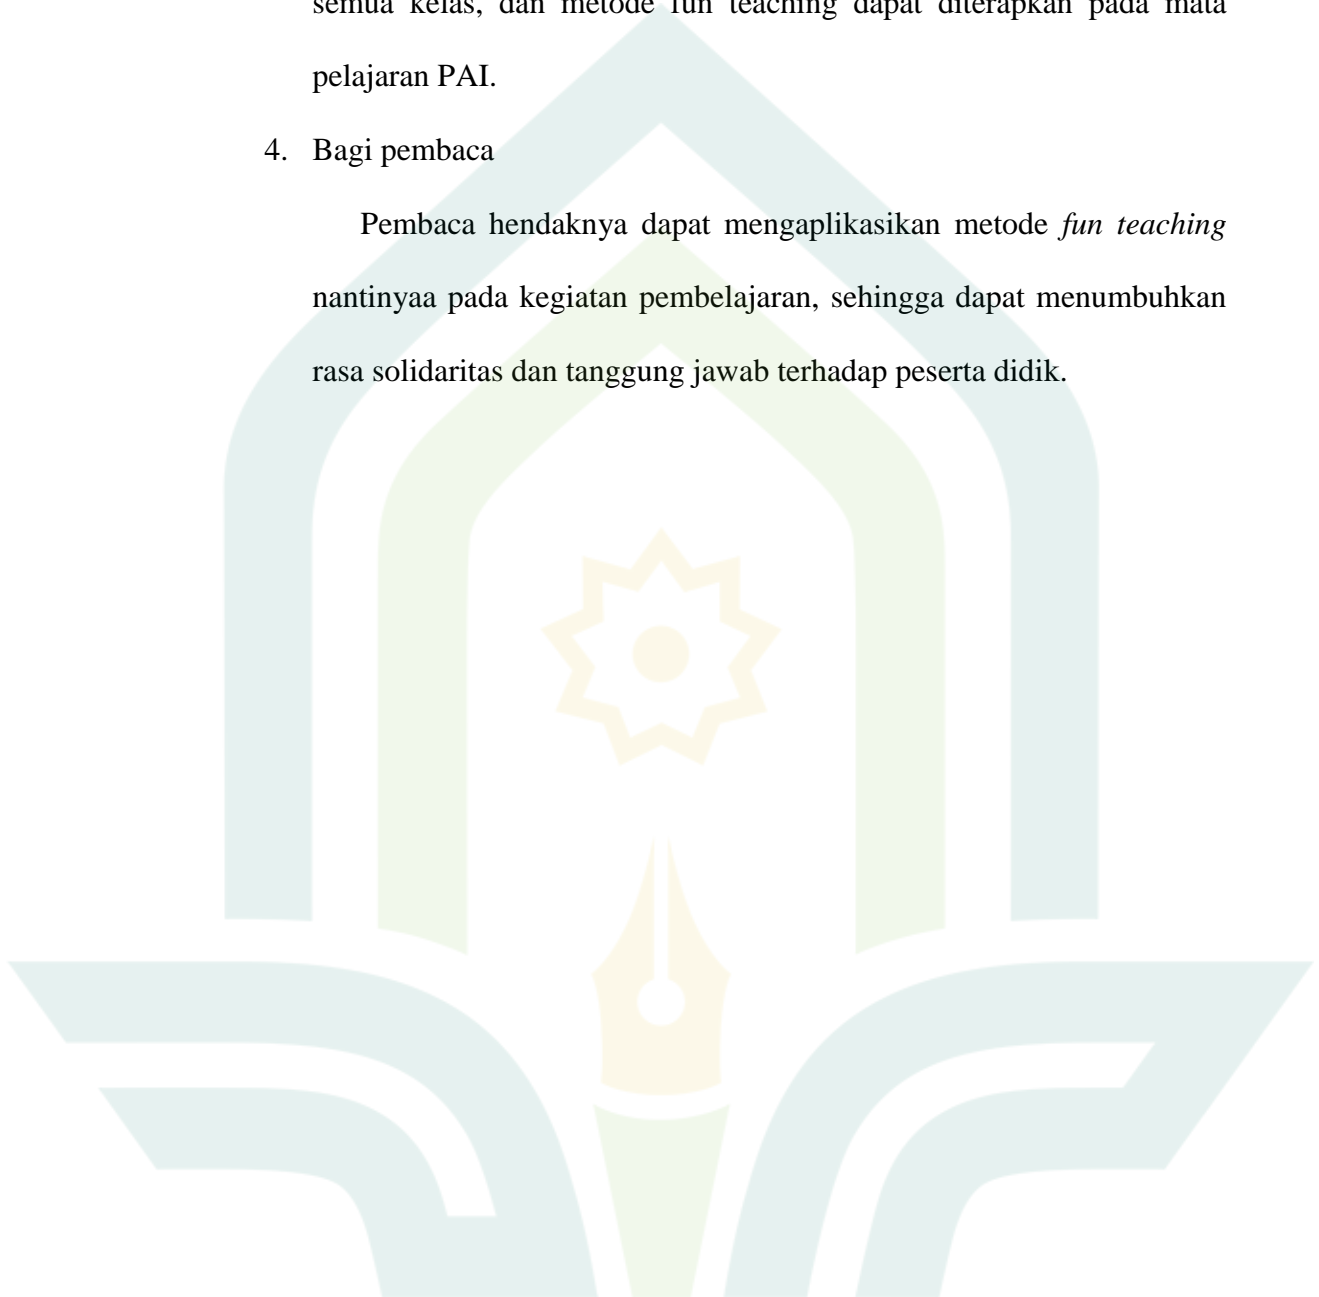 semua kelas, dan metode fun teaching dapat diterapkan pada mata
pelajaran PAI.
4. Bagi pembaca
Pembaca hendaknya dapat mengaplikasikan metode fun teaching
nantinyaa pada kegiatan pembelajaran, sehingga dapat menumbuhkan
rasa solidaritas dan tanggung jawab terhadap peserta didik.